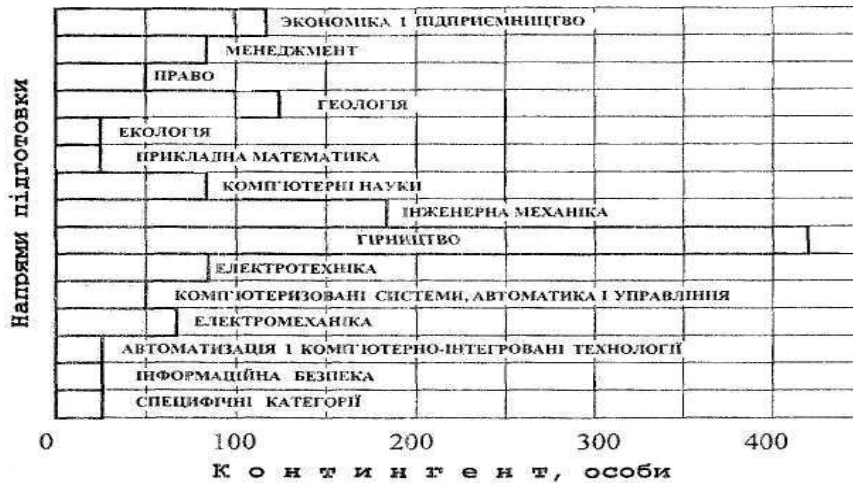 Напрями підготовки
ЭКОНОМІКА І ПІДПРИЄМНИЦТВО
МЕНЕДЖМЕНТ
ПРАВО
ГЕОЛОГІЯ
ЕКОЛОГІЯ
ПРИКЛАДНА МАТЕМАТИКА
КОМП'ЮТЕРНІ НАУКИ
ІНЖЕНЕРНА МЕХАНІКА
ГІРНИЦТВО
ЕЛЕКТРОТЕХНІКА
КОМП'ЮТЕРИЗОВАНІ СИСТЕМИ, АВТОМАТИКА І УПРАВЛІННЯ
ЕЛЕКТРОМЕХАНІКА
АВТОМАТИЗАЦІЯ І КОМП'ЮТЕРНО-ІНТЕГРОВАНІ ТЕХНОЛОГІЇ
ІНФОРМАЦІЙНА БЕЗПЕКА
СПЕЦИФІЧНІ КАТЕГОРІЇ
0 100 200 300 400
Контингент, особи